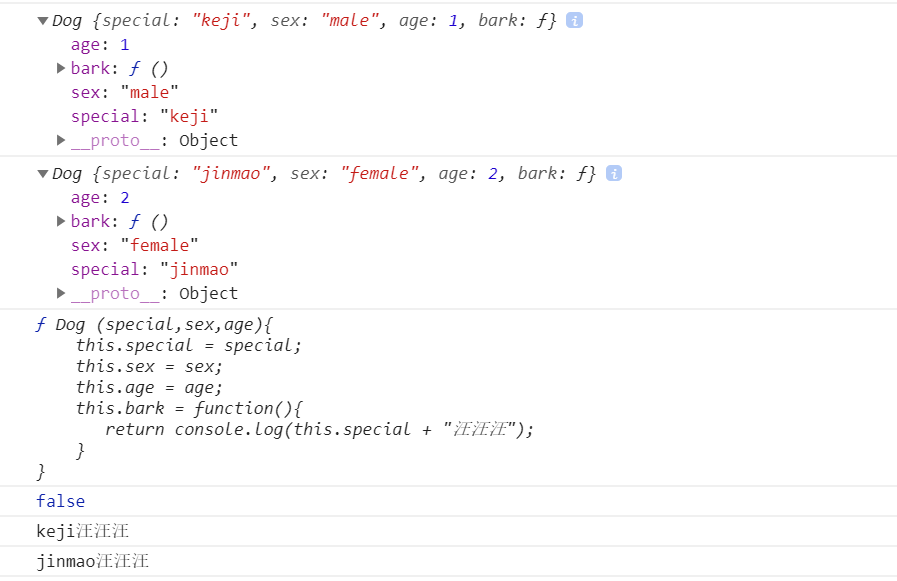 ▼Dog {special: "keji", sex: "male", age: 1, bark: ƒ} i
age: 1
▶bark: ƒ ()
sex: "male"
special: "keji"
▶__proto__: Object
▼Dog {special: "jinmao", sex: "female", age: 2, bark: ƒ} i
age: 2
▶bark: ƒ ()
sex: "female"
special: "jinmao"
▶__proto__: Object
ƒ Dog (special,sex,age){
this.special = special;
this.sex = sex;
this.age = age;
this.bark = function(){
return console.log(this.special + "汪汪汪");
}
}
false
keji汪汪汪
jinmao汪汪汪